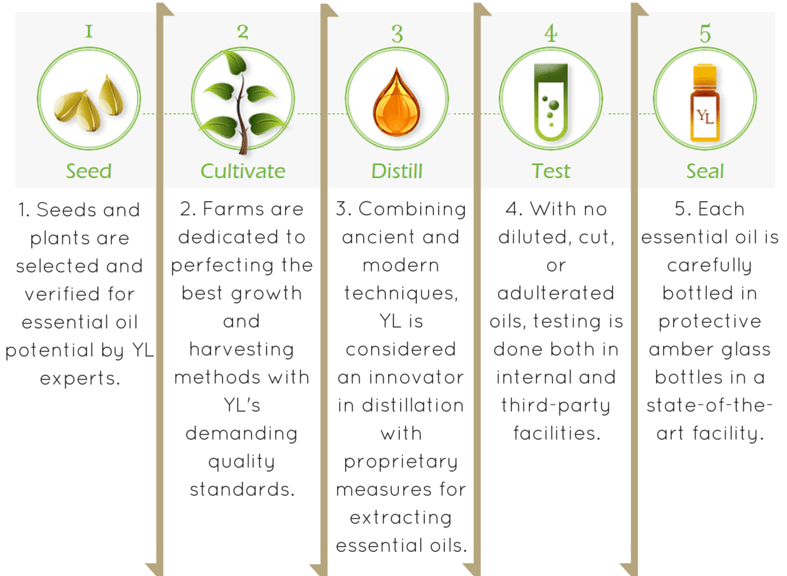 1
Seed
1. Seeds and
plants are
selected and
verified for
essential oil
potential by YL
experts.
2
Cultivate
2. Farms are
dedicated to
perfecting the
best growth
and
harvesting
methods with
YL's
demanding
quality
standards.
3
Distill
3. Combining
ancient and
modern
techniques,
YL is
considered
an innovator
in distillation
with
proprietary
measures for
extracting
essential oils.
4
Test
4. With no
diluted, cut,
or
adulterated
oils, testing is
done both in
internal and
third-party
facilities.
5
YL
Seal
5. Each
essential oil is
carefully
bottled in
protective
amber glass
bottles in a
state-of-the-
art facility.